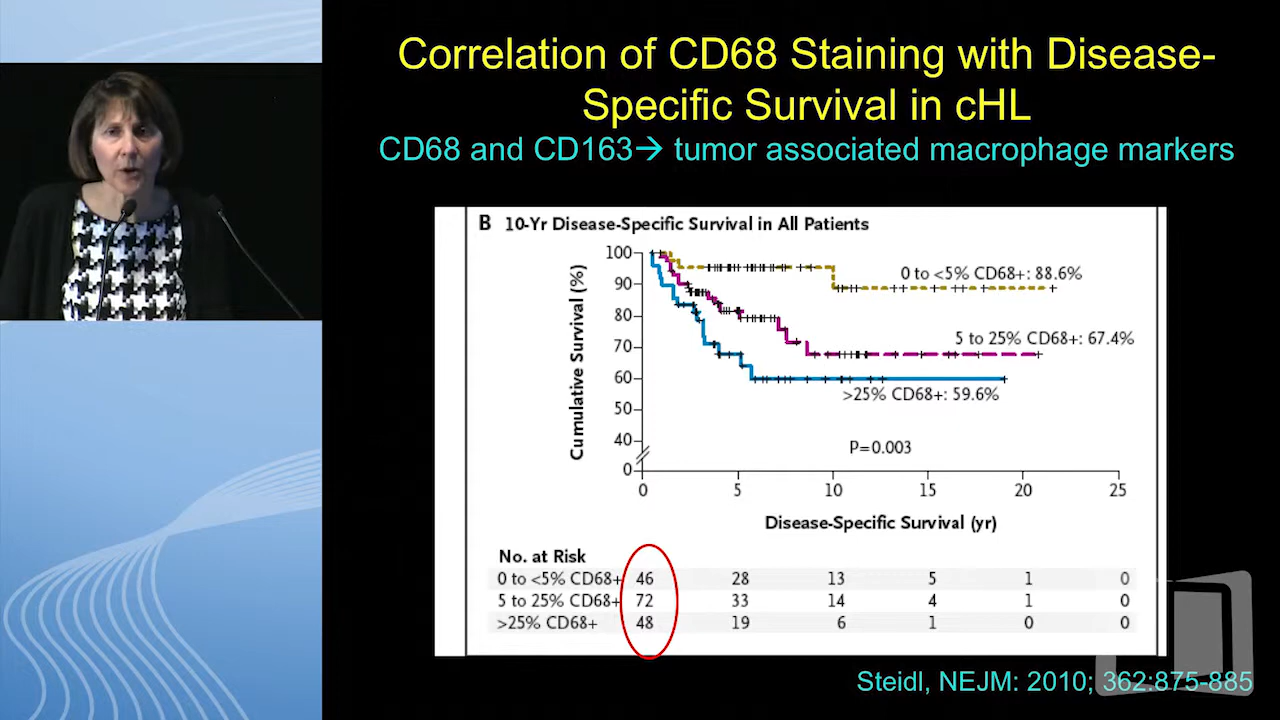 Correlation of CD68 Staining with Disease-
Specific Survival in cHL
CD68 and CD163→ tumor associated macrophage markers
B 10-Yr Disease-Specific Survival in All Patients
Cumulative Survival (%)
100
90
80
70
60
50
40
0
0 to <5% CD68+: 88.6%
5 to 25% CD68+: 67.4%
>25% CD68+: 59.6%
P=0.003
0 5 10 15 20 25
Disease-Specific Survival (yr)
No. at Risk
0 to <5% CD68+ 46 28 13 5 1 0
5 to 25% CD68+ 72 33 14 4 1 0
>25% CD68+ 48 19 6 1 0 0
Steidl, NEJM: 2010; 362:875-885